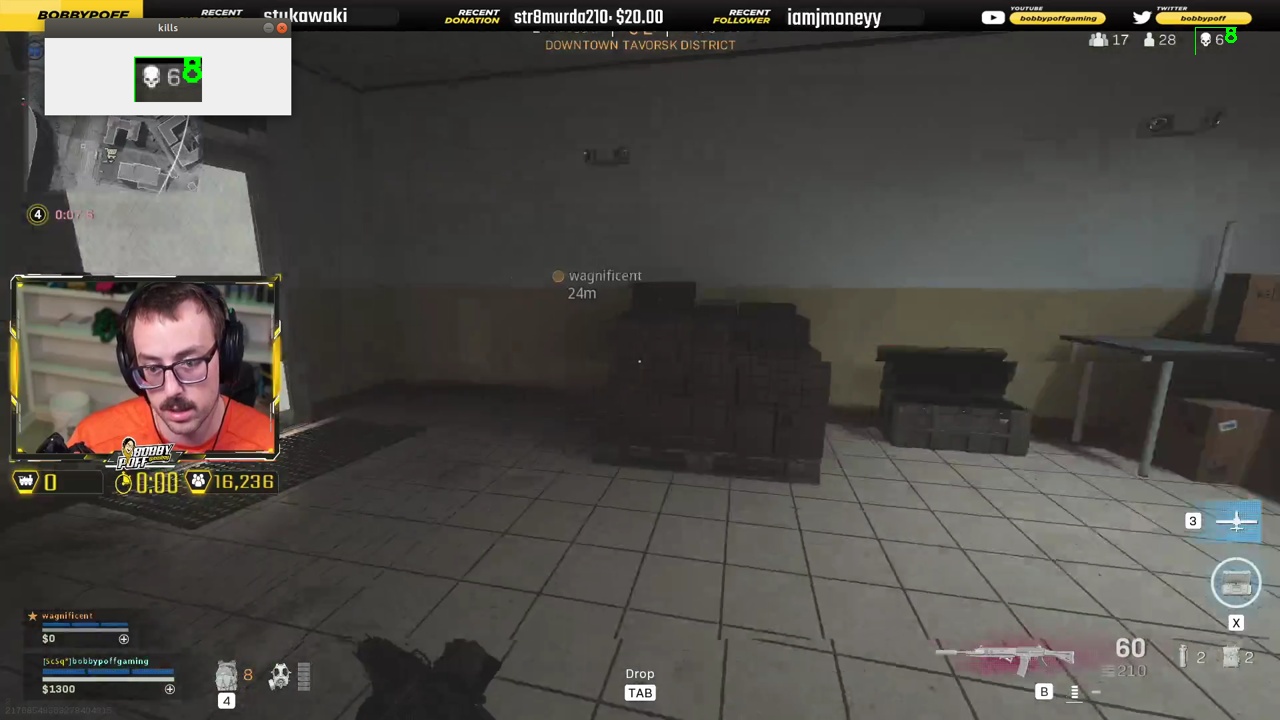 BOBBYPOFF
RECENT
stukawaki
RECENT
DONATION
str8murda210: $20.00
RECENT
FOLLOWER
iamjmoneyy
YOUTUBE
bobbypoffgaming
TWITTER
bobbypoff
kills
6
8
DOWNTOWN TAVORSK DISTRICT
17
28
6
8
4
wagnificent
24m
BOBBY
POFF
0
0:00
16,236
3
X
wagnificent
$0
[ScSq*]bobbypoffgaming
$1300
8
4
Drop
TAB
60
210
2
2
B